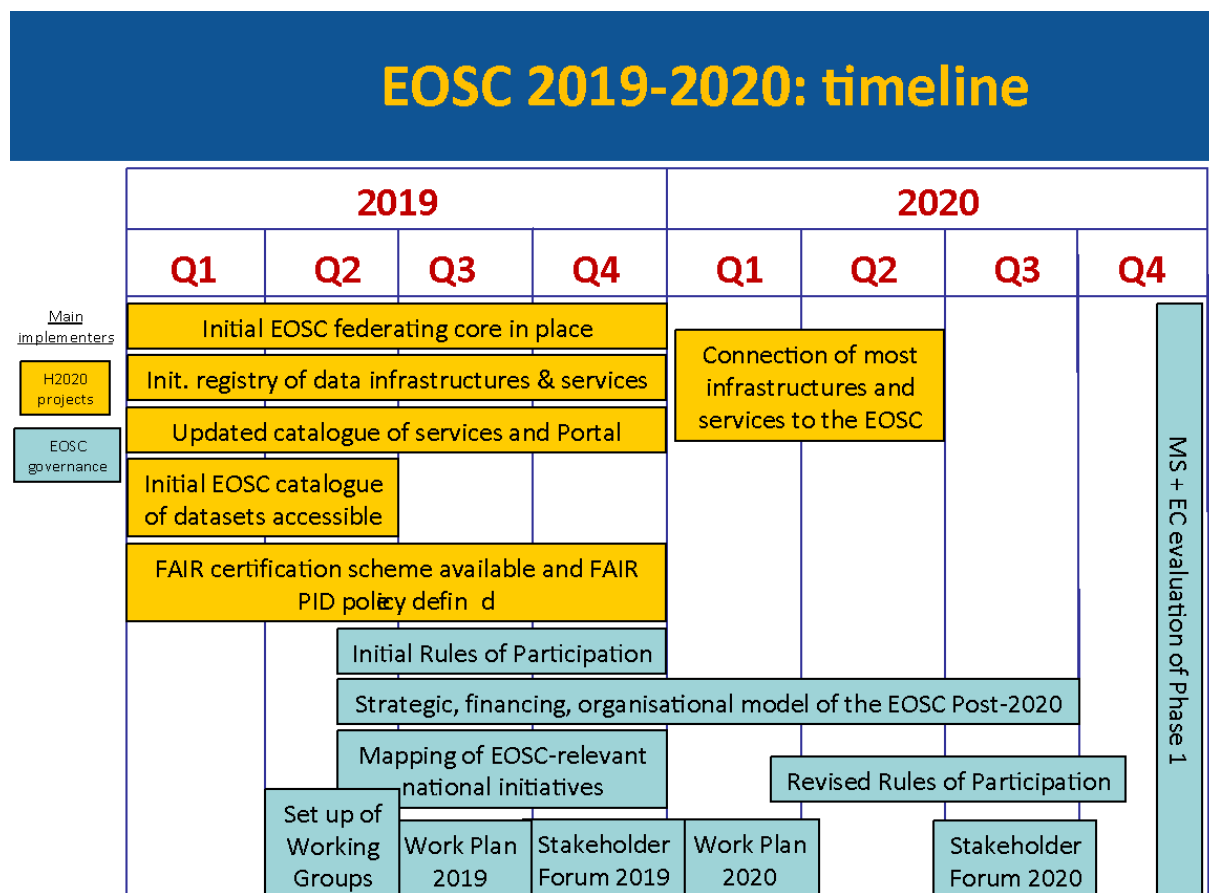 EOSC 2019-2020: timeline
2019
2020
Q1
Q2
Q3
Q4
Q1
Q2
Q3
Q4
Main
implementers
H2020
projects
EOSC
governance
Initial EOSC federating core in place
Init. registry of data infrastructures & services
Updated catalogue of services and Portal
Initial EOSC catalogue
of datasets accessible
FAIR certification scheme available and FAIR
PID policy defin d
Connection of most
infrastructures and
services to the EOSC
Initial Rules of Participation
Strategic, financing, organisational model of the EOSC Post-2020
Mapping of EOSC-relevant
national initiatives
Revised Rules of Participation
Set up of
Working
Groups
Work Plan
2019
Stakeholder
Forum 2019
Work Plan
2020
Stakeholder
Forum 2020
MS + EC evaluation of Phase 1